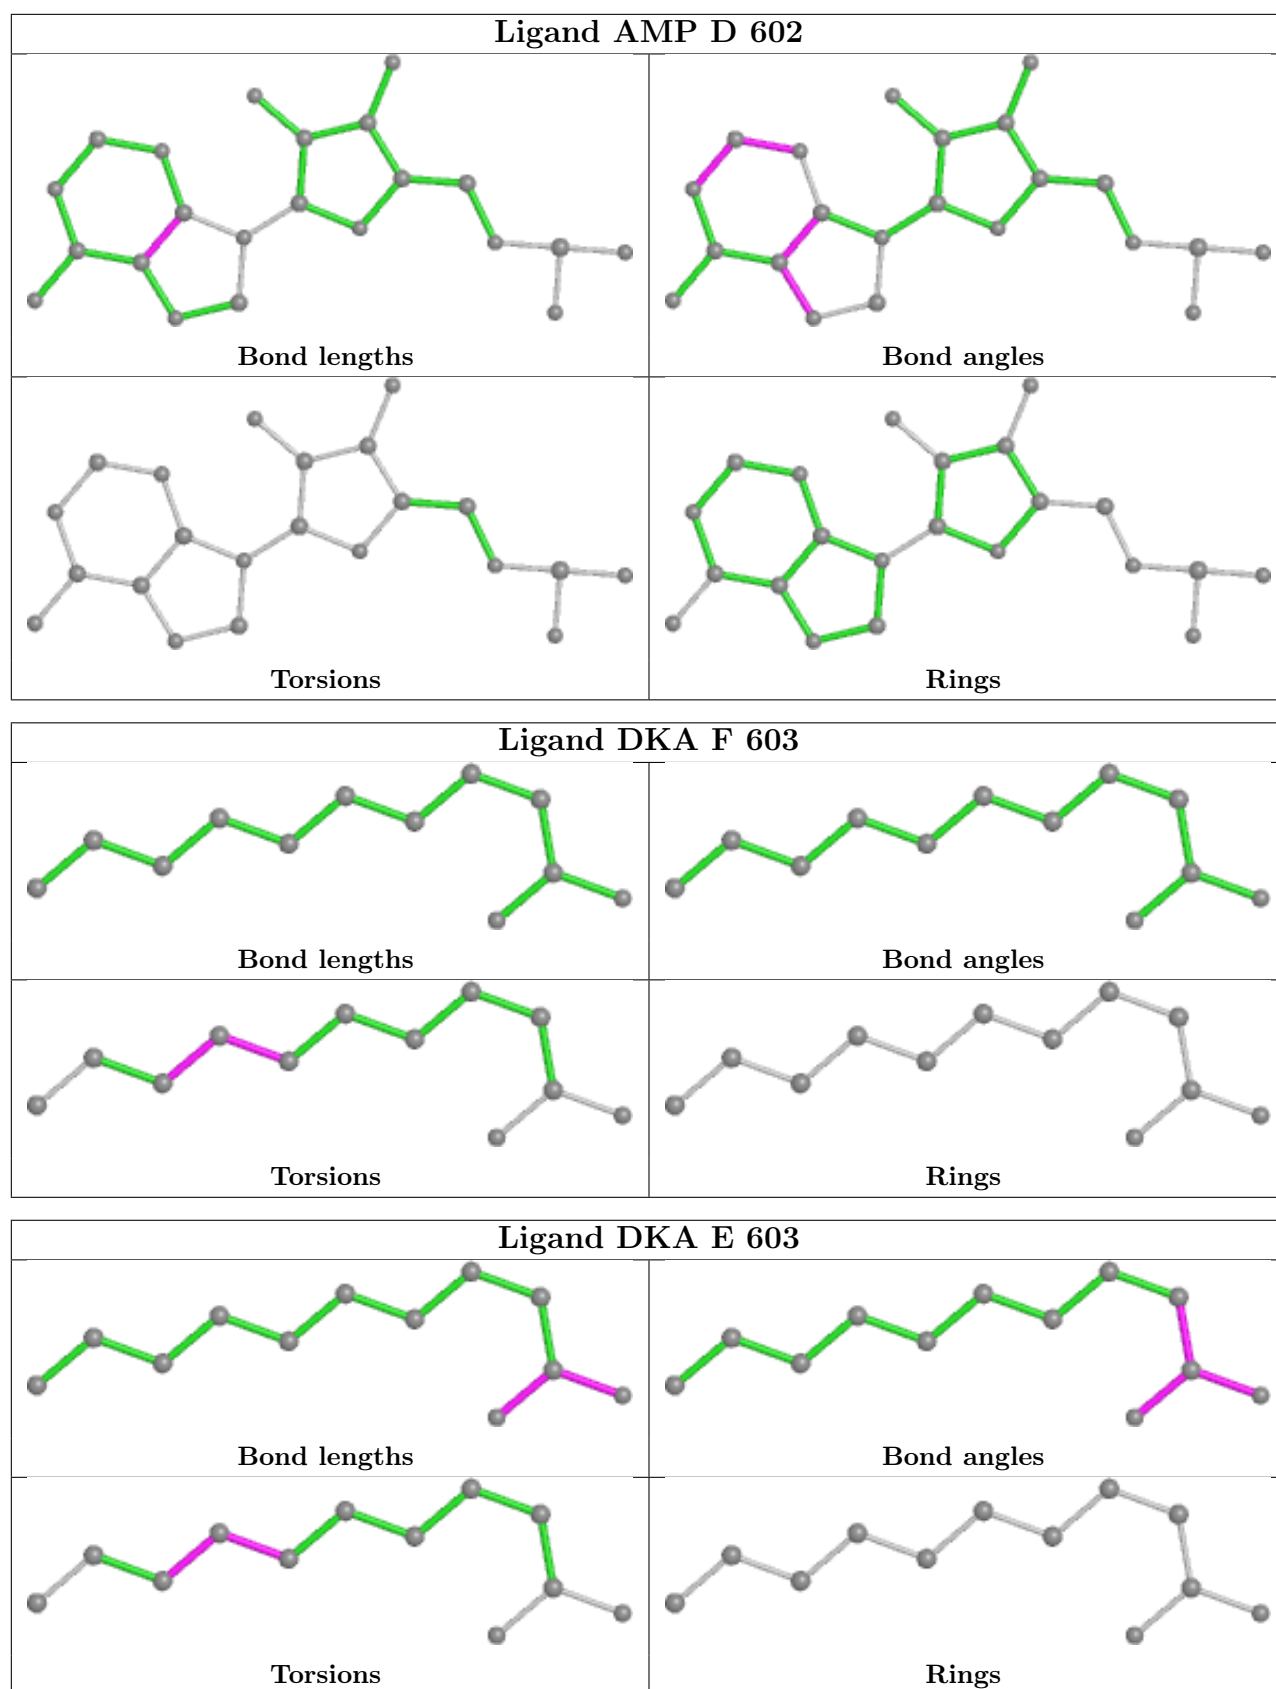 Ligand AMP D 602
Bond lengths
Bond angles
Torsions
Rings
Ligand DKA F 603
Bond lengths
Bond angles
Torsions
Rings
Ligand DKA E 603
Bond lengths
Bond angles
Torsions
Rings